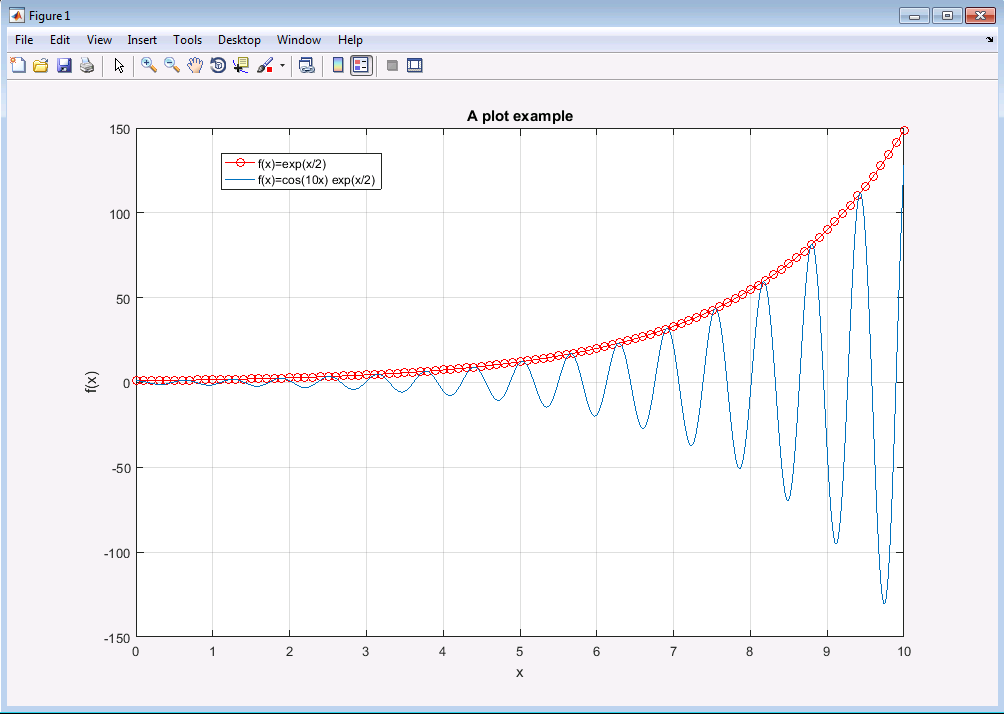 Figure 1
File Edit View Insert Tools Desktop Window Help
A plot example
f(x)=exp(x/2)
f(x)=cos(10x) exp(x/2)
150
100
50
0
-50
-100
-150
f(x)
0 1 2 3 4 5 6 7 8 9 10
x